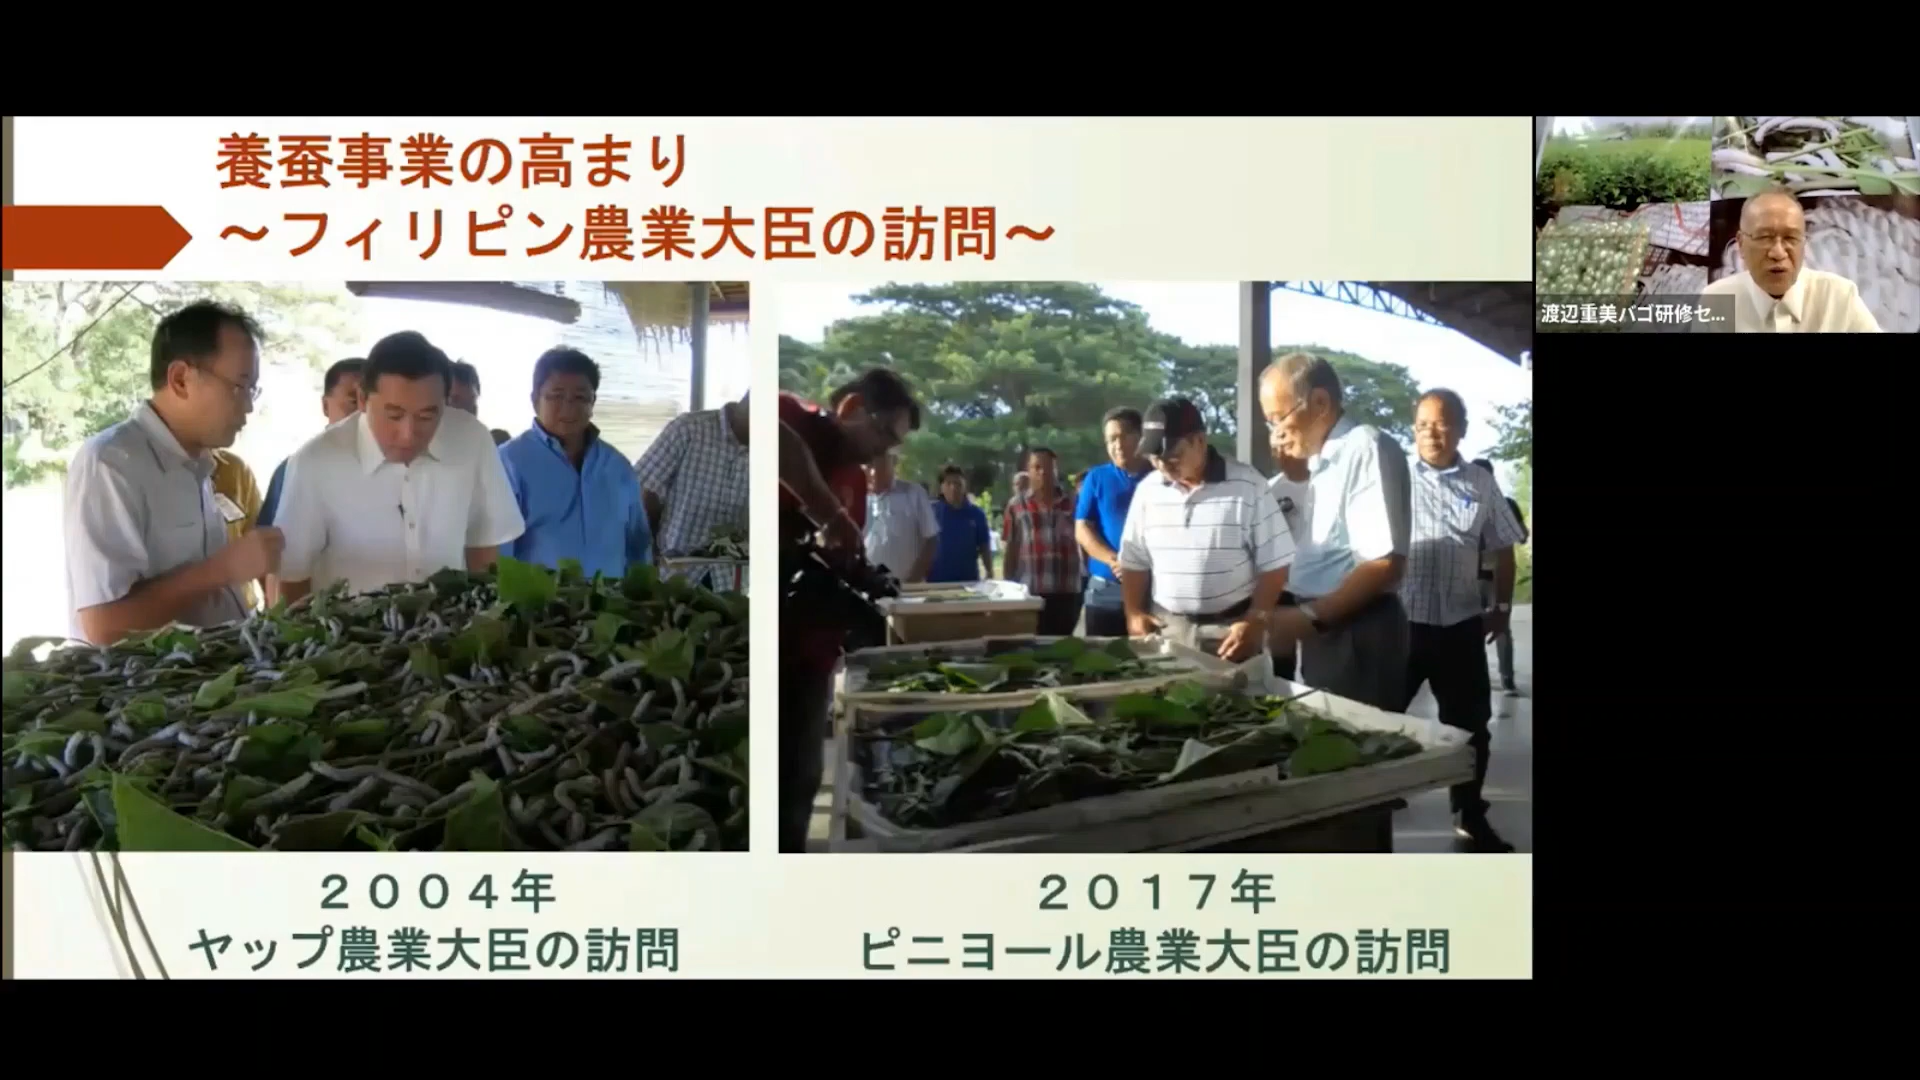 養蚕事業の高まり
～フィリピン農業大臣の訪問～
渡辺重美バゴ研修セ...
２００４年
ヤップ農業大臣の訪問
２０１７年
ピニヨール農業大臣の訪問